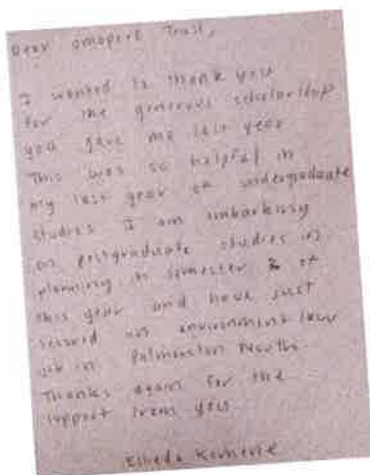 Dear Omapere Trust,
I wanted to thank you
for the generous scholarship
you gave me last year
This was so helpful in
my last year of undergraduate
studies I am embarking
on postgraduate studies in
planning in semester 2 of
this year and have just
secured an environment law
job in Palmerston North.
Thanks again for the
support from you